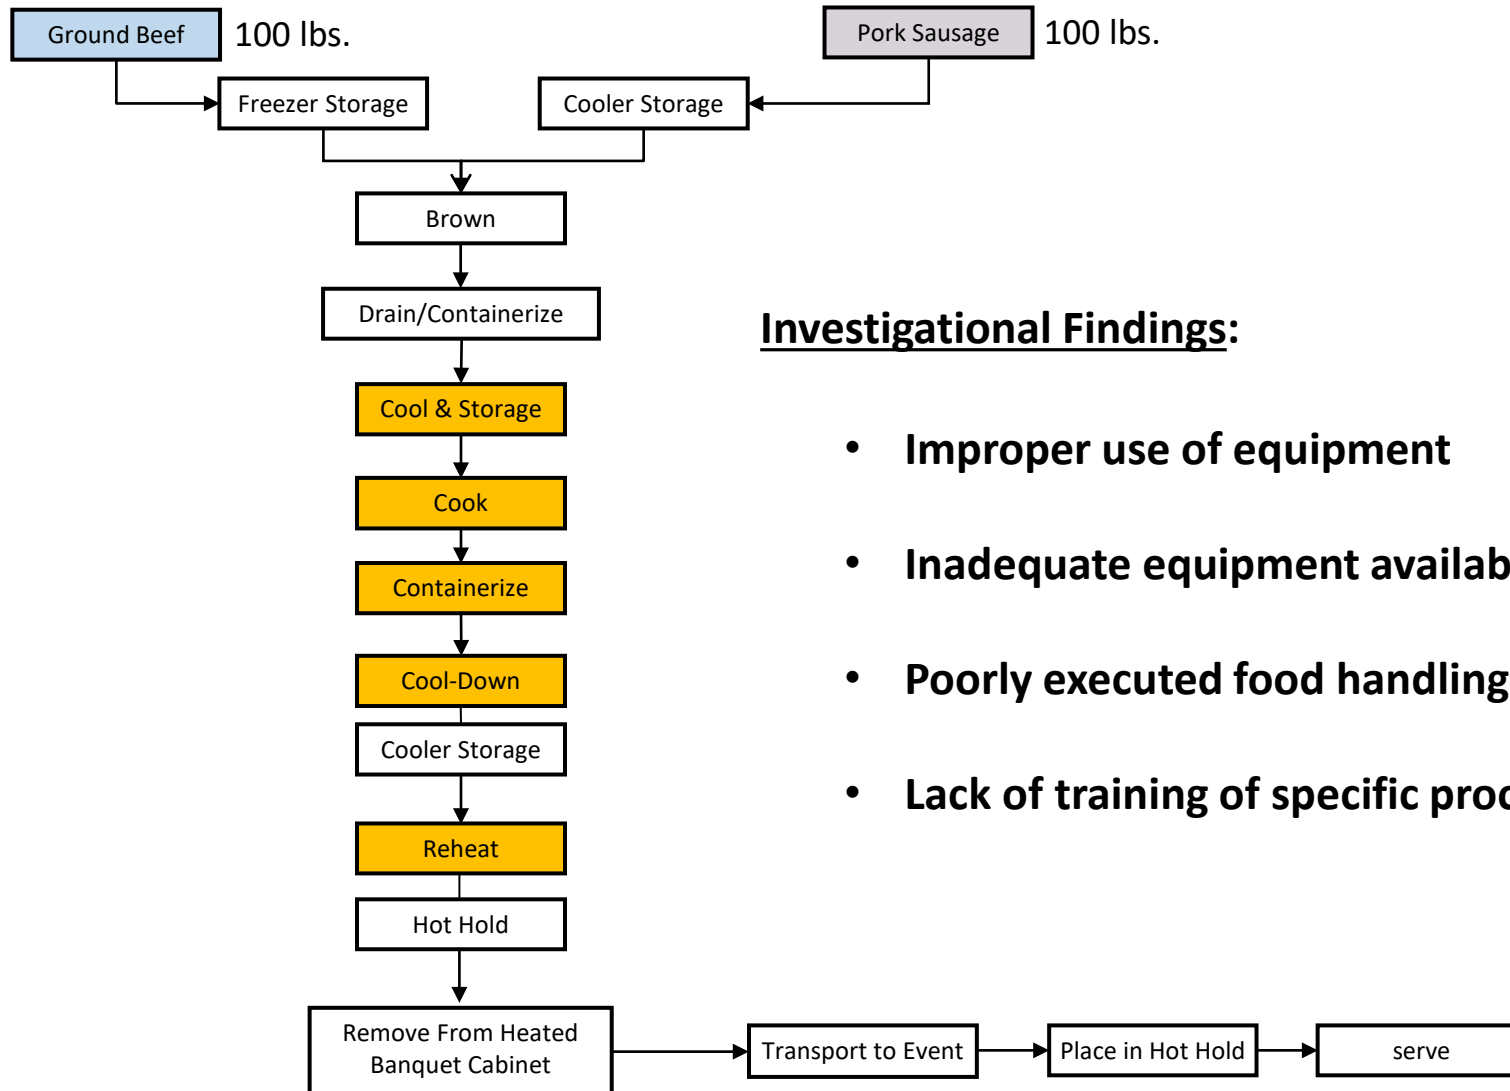 Ground Beef
100 lbs.
Pork Sausage
100 lbs.
Freezer Storage
Cooler Storage
Brown
Drain/Containerize
Investigational Findings:
Cool & Storage
• Improper use of equipment
Cook
• Inadequate equipment availab
Containerize
Cool-Down
• Poorly executed food handling
Cooler Storage
• Lack of training of specific proc
Reheat
Hot Hold
Remove From Heated
Banquet Cabinet
Transport to Event
Place in Hot Hold
serve